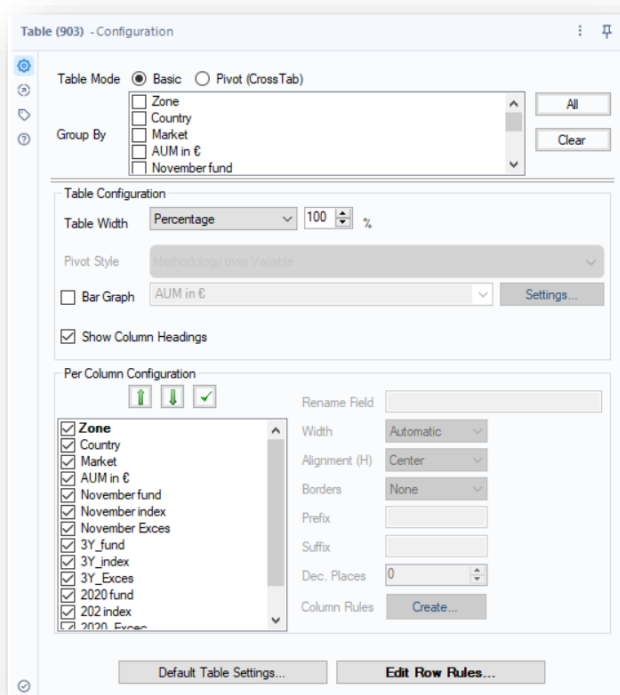 Table (903) - Configuration
Table Mode Basic Pivot (CrossTab)
Group By
Zone
Country
Market
AUM in €
November fund
All
Clear
Table Configuration
Table Width Percentage 100 %
Pivot Style Methodology over Variable
Bar Graph AUM in € Settings...
Show Column Headings
Per Column Configuration
Zone
Country
Market
AUM in €
November fund
November index
November Exces
3Y_fund
3Y_index
3Y_Exces
2020 fund
202 index
2020_Exces
Rename Field
Width Automatic
Alignment (H) Center
Borders None
Prefix
Suffix
Dec. Places 0
Column Rules Create...
Default Table Settings... Edit Row Rules...